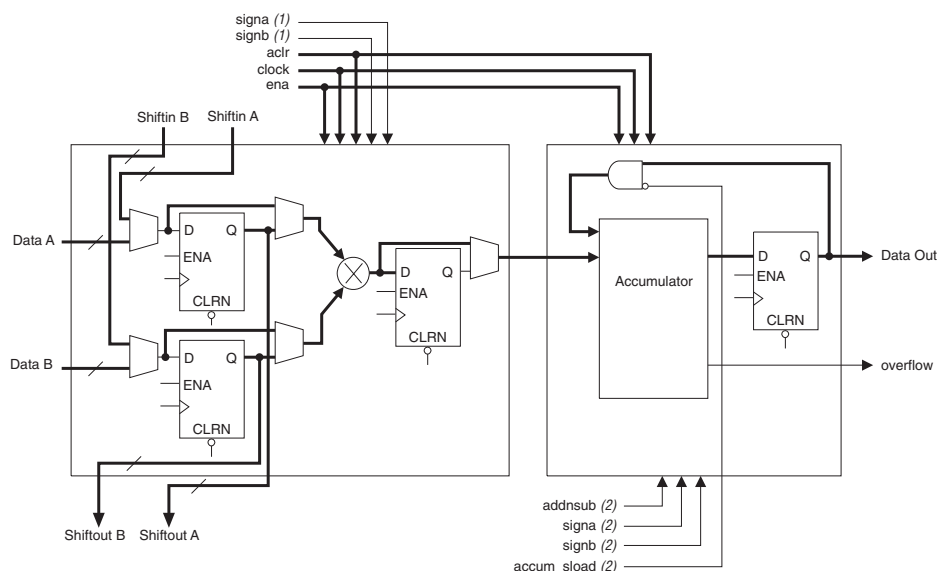 signa (1)
signb (1)
aclr
clock
ena
Shiftin B
Shiftin A
Data A
D Q
ENA
CLRN
Data B
D Q
ENA
CLRN
D Q
ENA
CLRN
Shiftout B
Shiftout A
Accumulator
D Q
ENA
CLRN
Data Out
overflow
addnsub (2)
signa (2)
signb (2)
accum_sload (2)